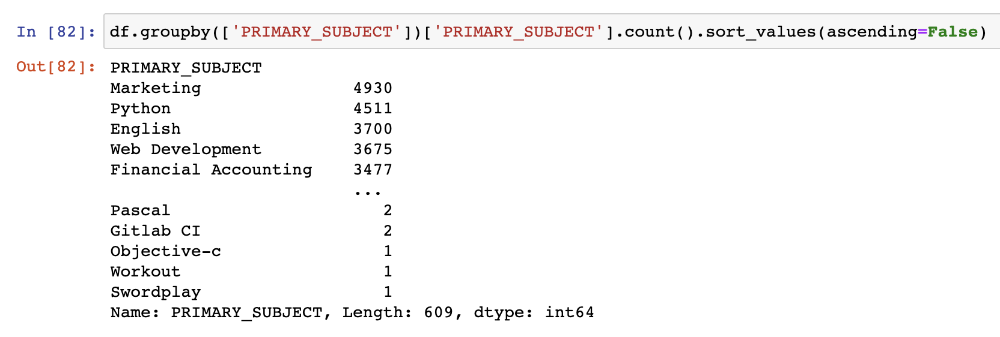 In [82]: df.groupby(['PRIMARY_SUBJECT'])['PRIMARY_SUBJECT'].count().sort_values(ascending=False)
Out[82]: PRIMARY_SUBJECT
Marketing 4930
Python 4511
English 3700
Web Development 3675
Financial Accounting 3477
...
Pascal 2
Gitlab CI 2
Objective-c 1
Workout 1
Swordplay 1
Name: PRIMARY_SUBJECT, Length: 609, dtype: int64